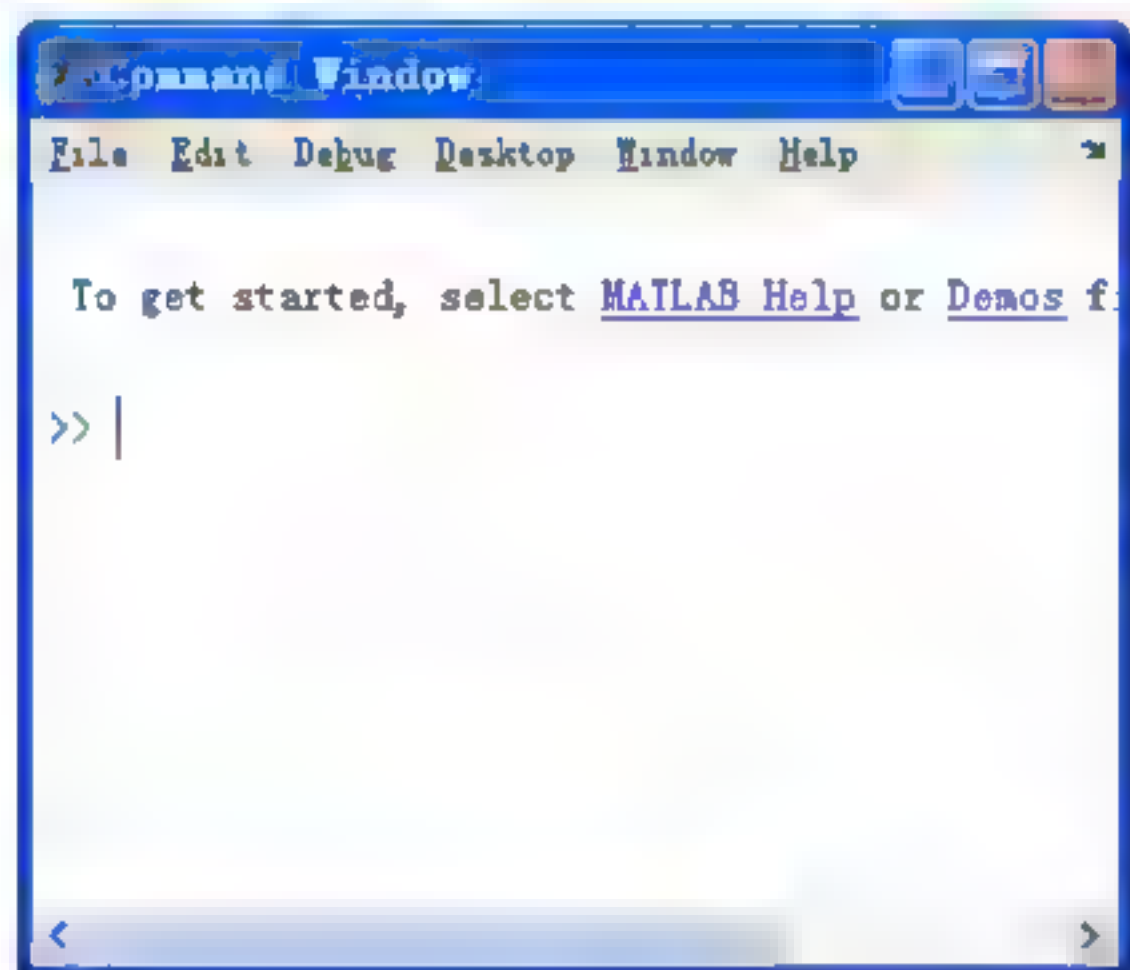 Command Window
File Edit Debug Desktop Window Help
To get started, select MATLAB Help or Demos f
>>